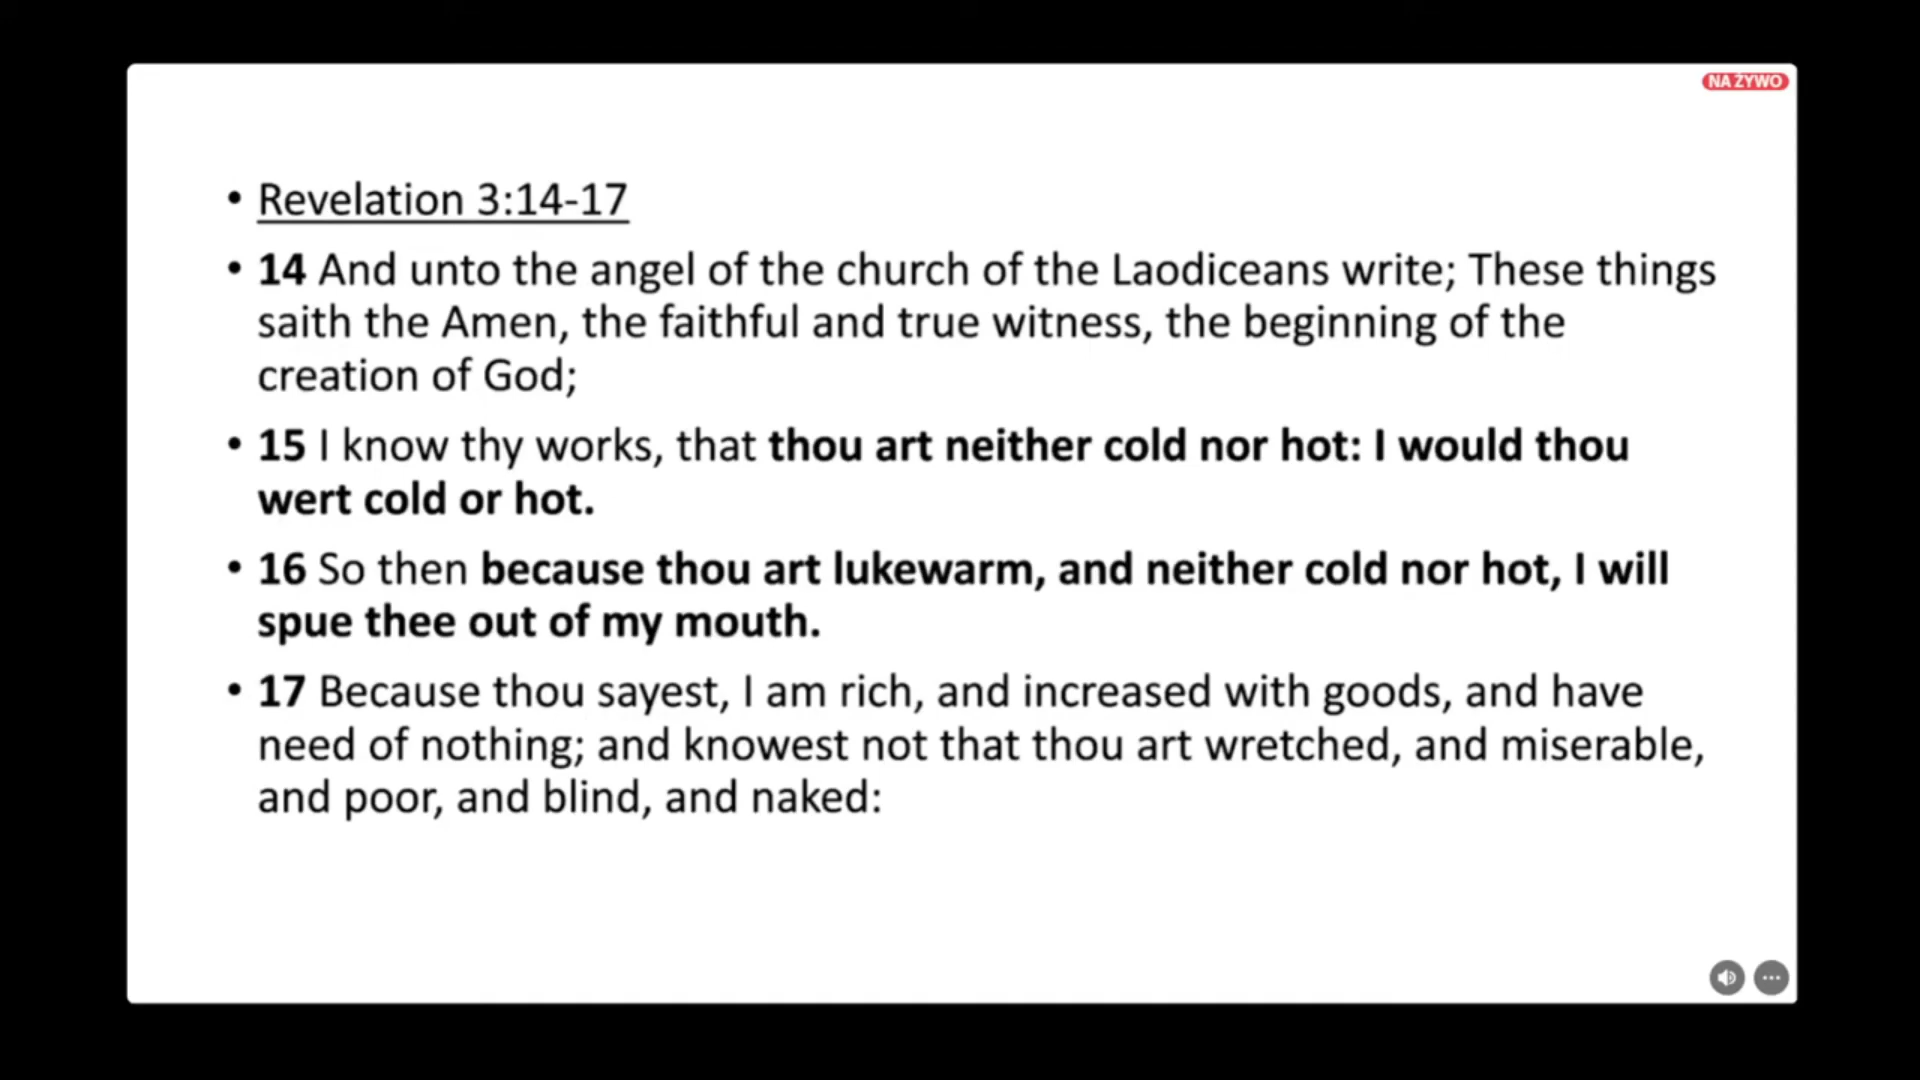 NA ŻYWO
• Revelation 3:14-17
• 14 And unto the angel of the church of the Laodiceans write; These things
saith the Amen, the faithful and true witness, the beginning of the
creation of God;
• 15 I know thy works, that thou art neither cold nor hot: I would thou
wert cold or hot.
• 16 So then because thou art lukewarm, and neither cold nor hot, I will
spue thee out of my mouth.
• 17 Because thou sayest, I am rich, and increased with goods, and have
need of nothing; and knowest not that thou art wretched, and miserable,
and poor, and blind, and naked: